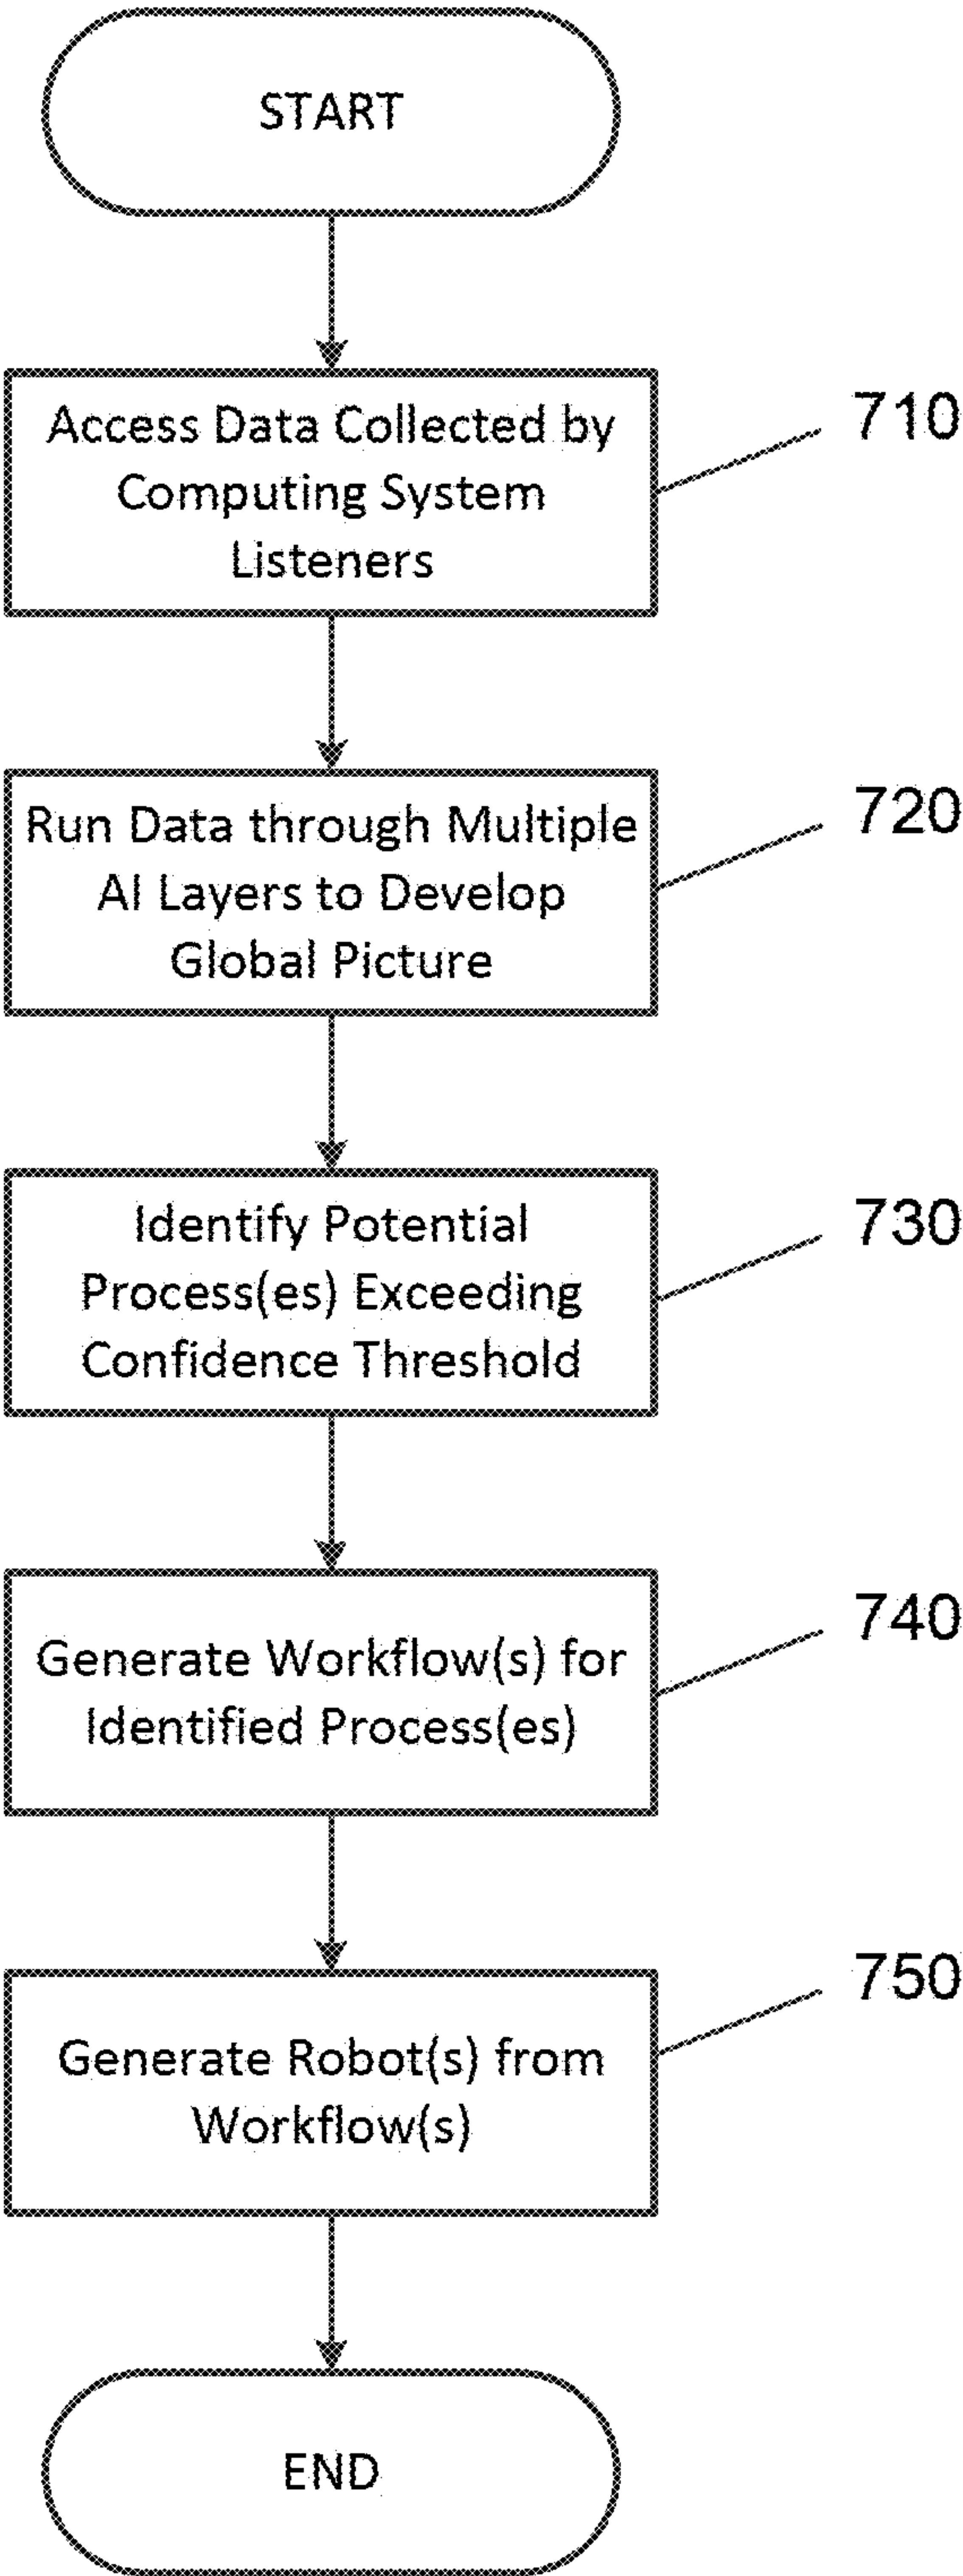 START
Access Data Collected by
Computing System
Listeners
710
Run Data through Multiple
AI Layers to Develop
Global Picture
720
Identify Potential
Process(es) Exceeding
Confidence Threshold
730
Generate Workflow(s) for
Identified Process(es)
740
Generate Robot(s) from
Workflow(s)
750
END